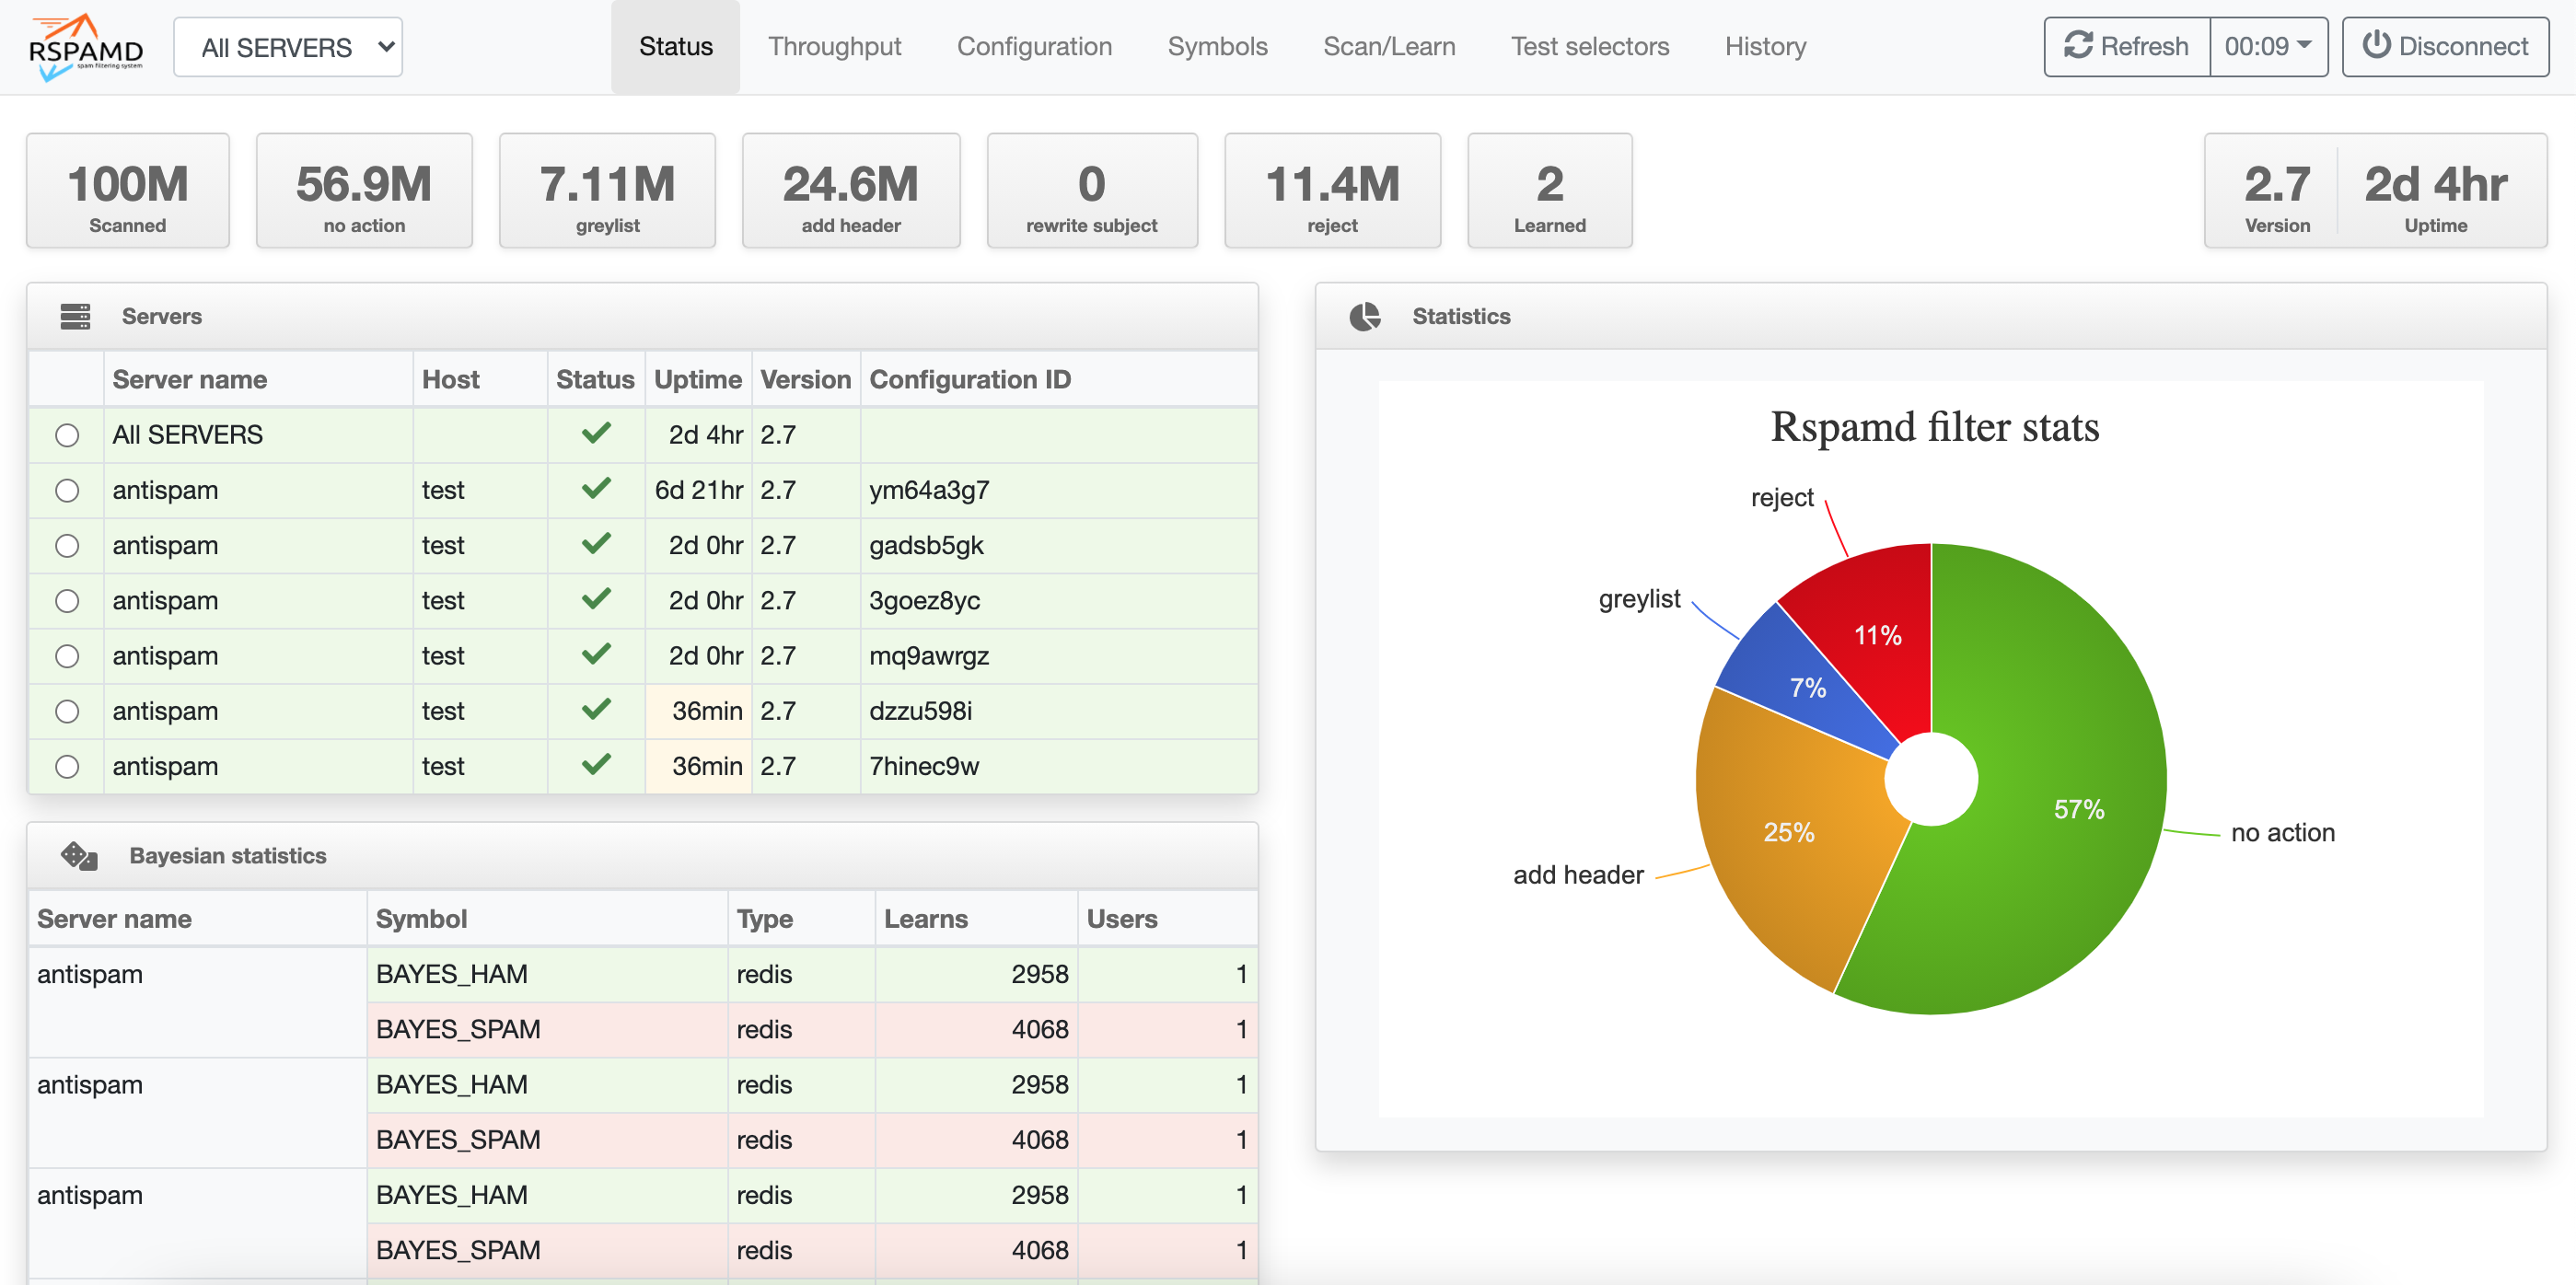 RSPAMD
spam filtering system
All SERVERS
Status Throughput Configuration Symbols Scan/Learn Test selectors History
Refresh 00:09 Disconnect
100M
Scanned
56.9M
no action
7.11M
greylist
24.6M
add header
0
rewrite subject
11.4M
reject
2
Learned
2.7
Version
2d 4hr
Uptime
Servers
Server name Host Status Uptime Version Configuration ID
All SERVERS 2d 4hr 2.7
antispam test 6d 21hr 2.7 ym64a3g7
antispam test 2d 0hr 2.7 gadsb5gk
antispam test 2d 0hr 2.7 3goez8yc
antispam test 2d 0hr 2.7 mq9awrgz
antispam test 36min 2.7 dzzu598i
antispam test 36min 2.7 7hinec9w
Bayesian statistics
Server name Symbol Type Learns Users
antispam BAYES_HAM redis 2958 1
BAYES_SPAM redis 4068 1
antispam BAYES_HAM redis 2958 1
BAYES_SPAM redis 4068 1
antispam BAYES_HAM redis 2958 1
BAYES_SPAM redis 4068 1
Statistics
Rspamd filter stats
reject
greylist
11%
7%
57%
25%
no action
add header